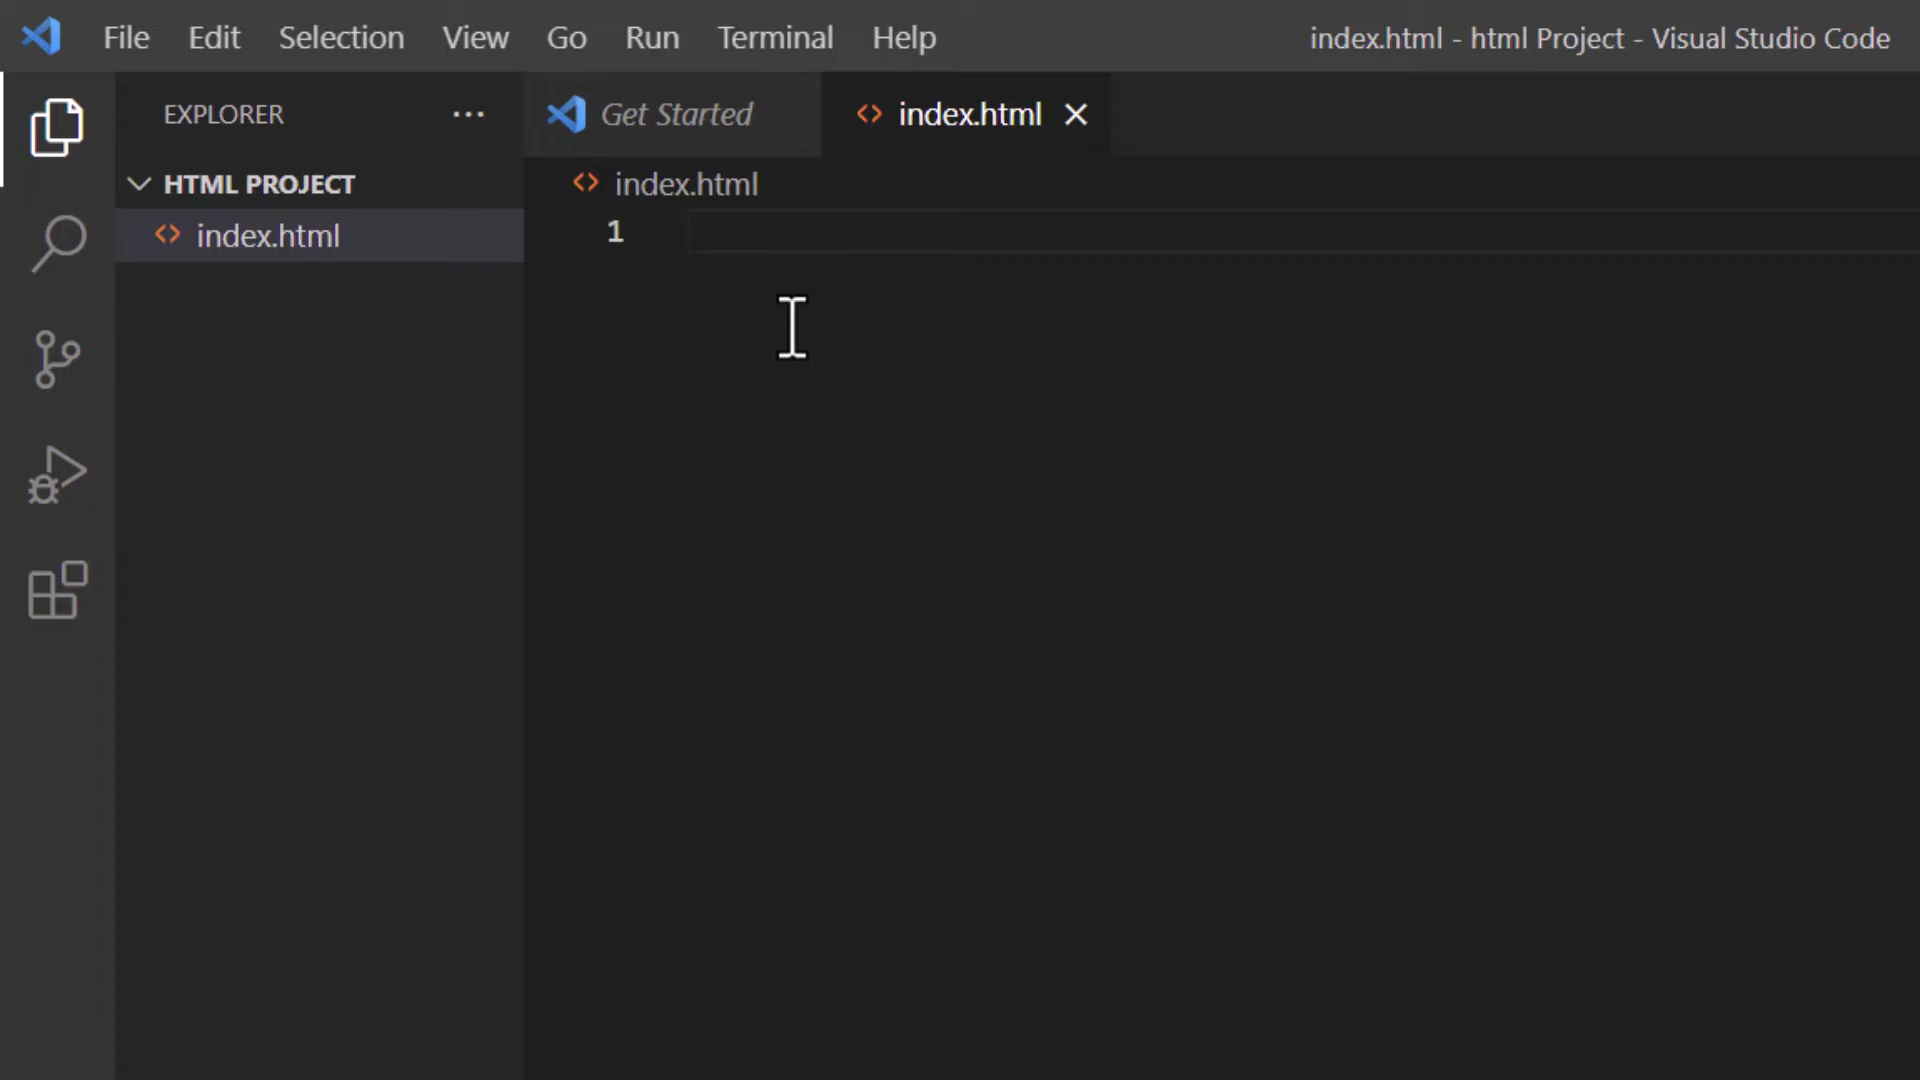 File Edit Selection View Go Run Terminal Help index.html - html Project - Visual Studio Code
EXPLORER ··· Get Started index.html
HTML PROJECT index.html
index.html 1